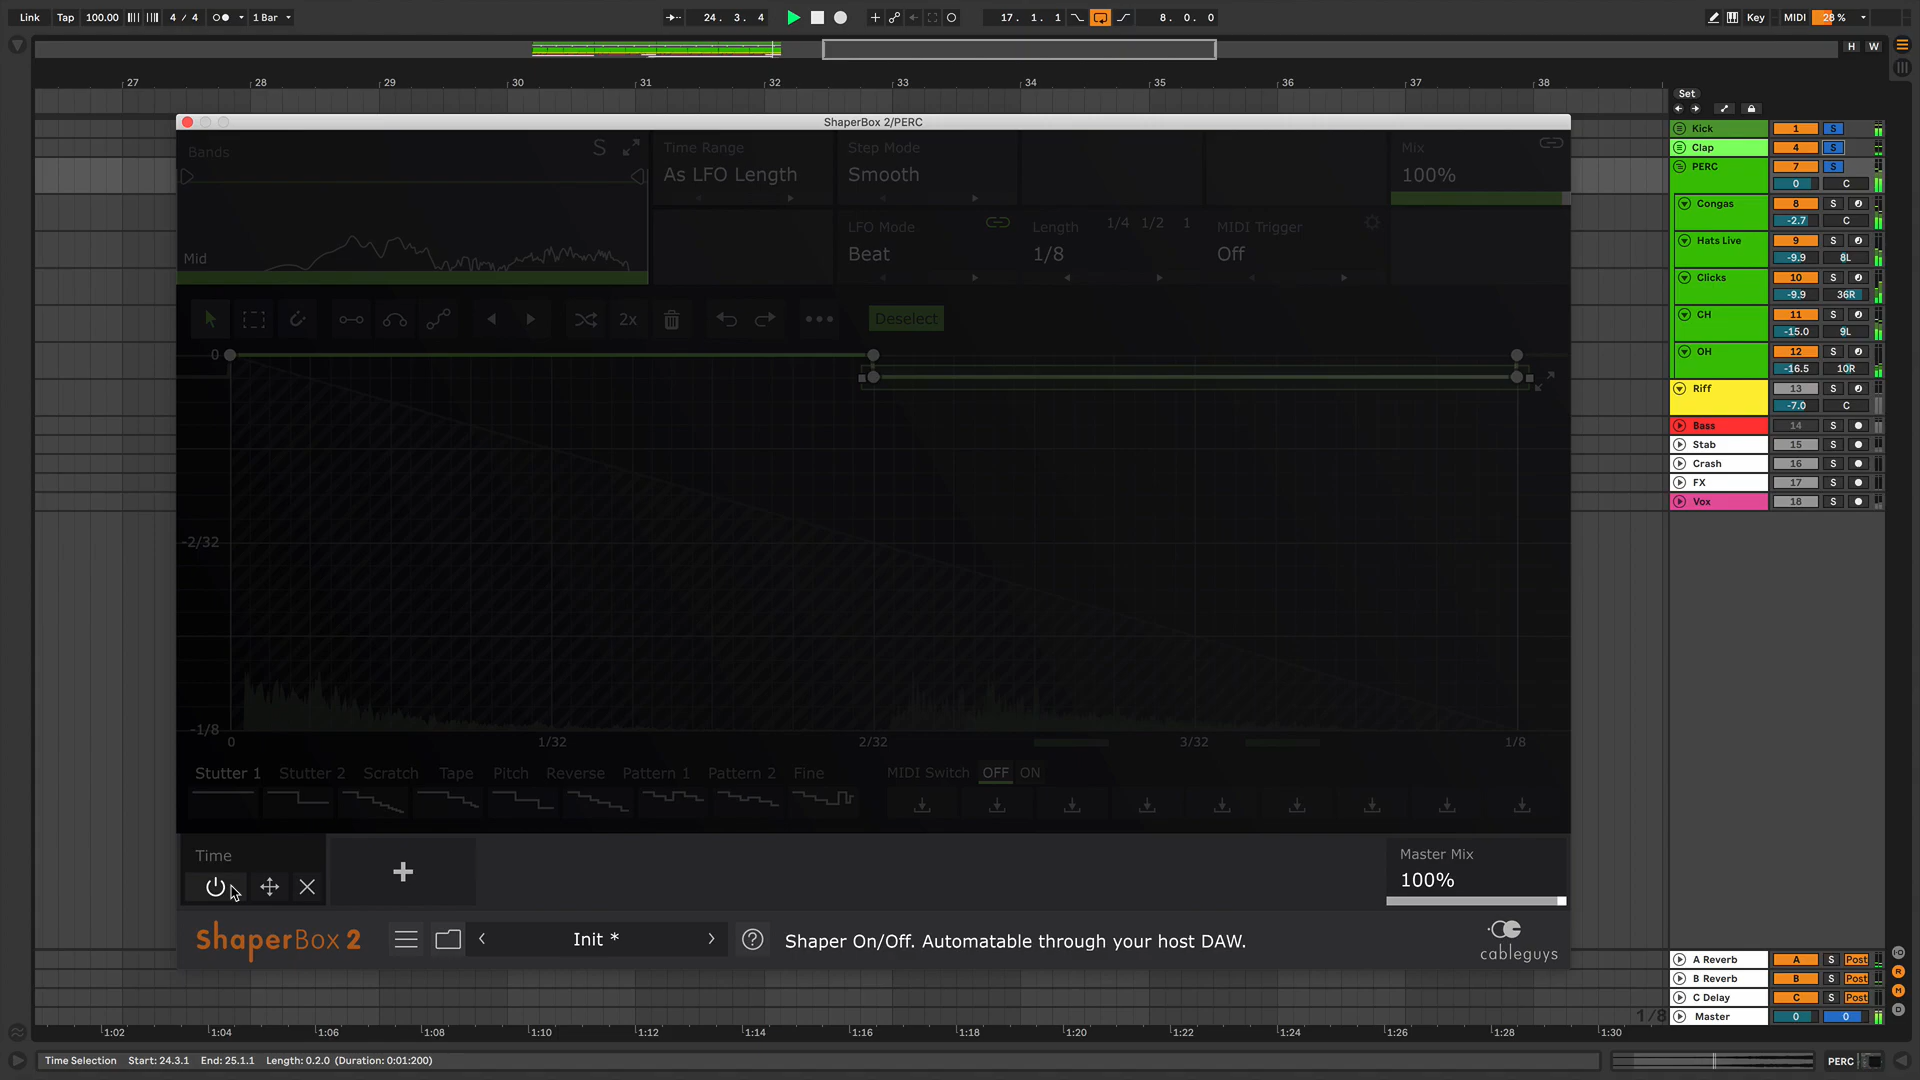 Link Tap 100.00 4 / 4 1 Bar 24. 3. 4 17. 1. 1 8. 0. 0 Key MIDI 28 %
H W
27 28 29 30 31 32 33 34 35 36 37 38
Set
ShaperBox 2/PERC
Kick 1 S
Clap 4 S
PERC 7 S
0 C
Congas 8 S
-2.7 C
Hats Live 9 S
-9.9 8L
Clicks 10 S
-9.9 36R
CH 11 S
-15.0 9L
OH 12 S
-16.5 10R
Riff 13 S
-7.0 C
Bass 14 S
Stab 15 S
Crash 16 S
FX 17 S
Vox 18 S
Bands S Time Range Step Mode Mix
As LFO Length Smooth 100%
LFO Mode Length 1/4 1/2 1 MIDI Trigger
Mid Beat 1/8 Off
2x Deselect
0
-2/32
-1/8
0 1/32 2/32 3/32 1/8
Stutter 1 Stutter 2 Scratch Tape Pitch Reverse Pattern 1 Pattern 2 Fine MIDI Switch OFF ON
Time Master Mix
100%
ShaperBox 2 Init * Shaper On/Off. Automatable through your host DAW.
cableguys
A Reverb A S Post
B Reverb B S Post
C Delay C S Post
1/8 Master 0 0
I·O
R
M
D
1:02 1:04 1:06 1:08 1:10 1:12 1:14 1:16 1:18 1:20 1:22 1:24 1:26 1:28 1:30
Time Selection Start: 24.3.1 End: 25.1.1 Length: 0.2.0 (Duration: 0:01:200) PERC